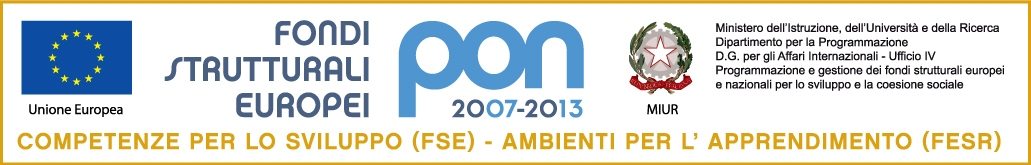 Unione Europea
FONDI
STRUTTURALI
EUROPEI
pon
2007-2013
MIUR
Ministero dell'Istruzione, dell'Università e della Ricerca
Dipartimento per la Programmazione
D.G. per gli Affari Internazionali - Ufficio IV
Programmazione e gestione dei fondi strutturali europei
e nazionali per lo sviluppo e la coesione sociale
COMPETENZE PER LO SVILUPPO (FSE) - AMBIENTI PER L' APPRENDIMENTO (FESR)